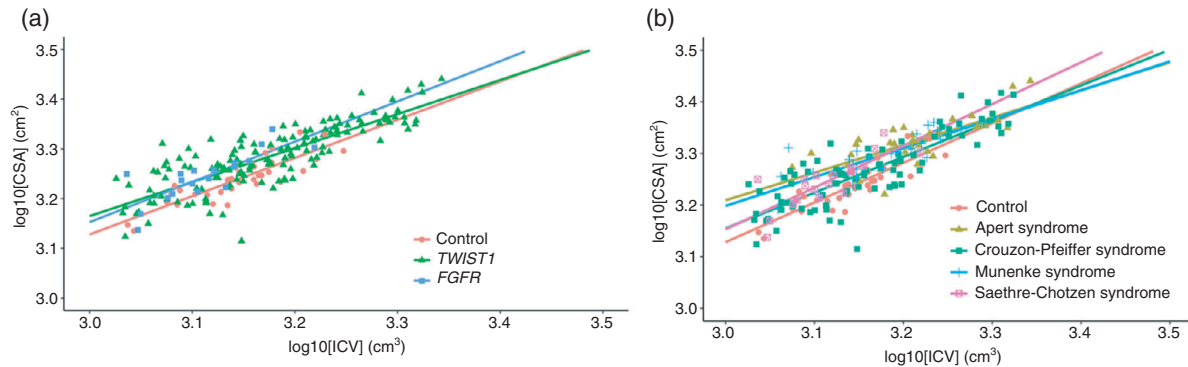 (a)
3.5
3.4
3.3
3.2
3.1
3.0
log10[CSA] (cm²)
Control
TWIST1
FGFR
3.0 3.1 3.2 3.3 3.4 3.5
log10[ICV] (cm³)
(b)
3.5
3.4
3.3
3.2
3.1
3.0
log10[CSA] (cm²)
Control
Apert syndrome
Crouzon-Pfeiffer syndrome
Munenke syndrome
Saethre-Chotzen syndrome
3.0 3.1 3.2 3.3 3.4 3.5
log10[ICV] (cm³)